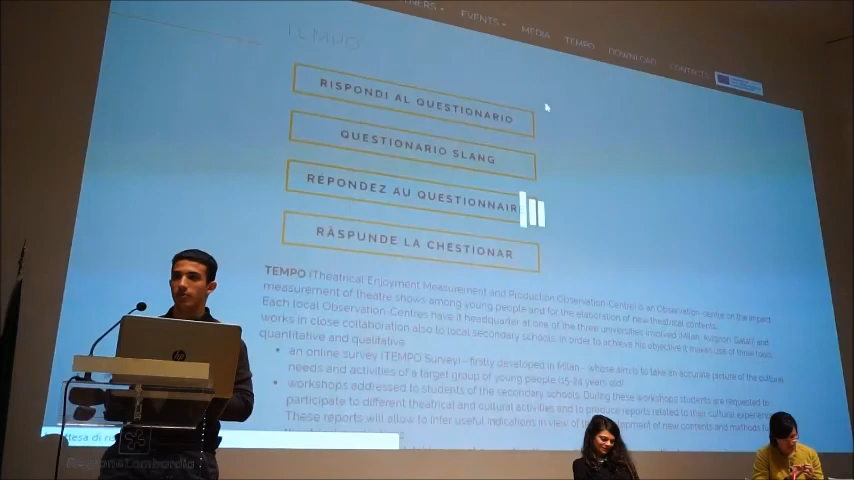 EVENTS MEDIA TEMPO DOWNLOAD CONTACTS
TEMPO
RISPONDI AL QUESTIONARIO
QUESTIONARIO SLANG
RÉPONDEZ AU QUESTIONNAIR
RĂSPUNDE LA CHESTIONAR
TEMPO (Theatrical Enjoyment Measurement and Production Observation Centre) is an Observation centre on the impact
measurement of theatre shows among young people and for the elaboration of new theatrical contents.
Each local Observation Centres have it headquarter at one of the three universities involved (Milan, Avignon, Galati) and
works in close collaboration also to local secondary schools. In order to achieve his objective it makes use of three tools,
quantitative and qualitative:
• an online survey (TEMPO Survey) - firstly developed in Milan - whose aim is to take an accurate picture of the cultural
needs and activities of a target group of young people (15-24 years old)
• workshops addressed to students of the secondary schools. During these workshops students are requested to
participate to different theatrical and cultural activities and to produce reports related to their cultural experience
These reports will allow to infer useful indications in view of the
ment of new contents and methods
hp
RegioneLombardia